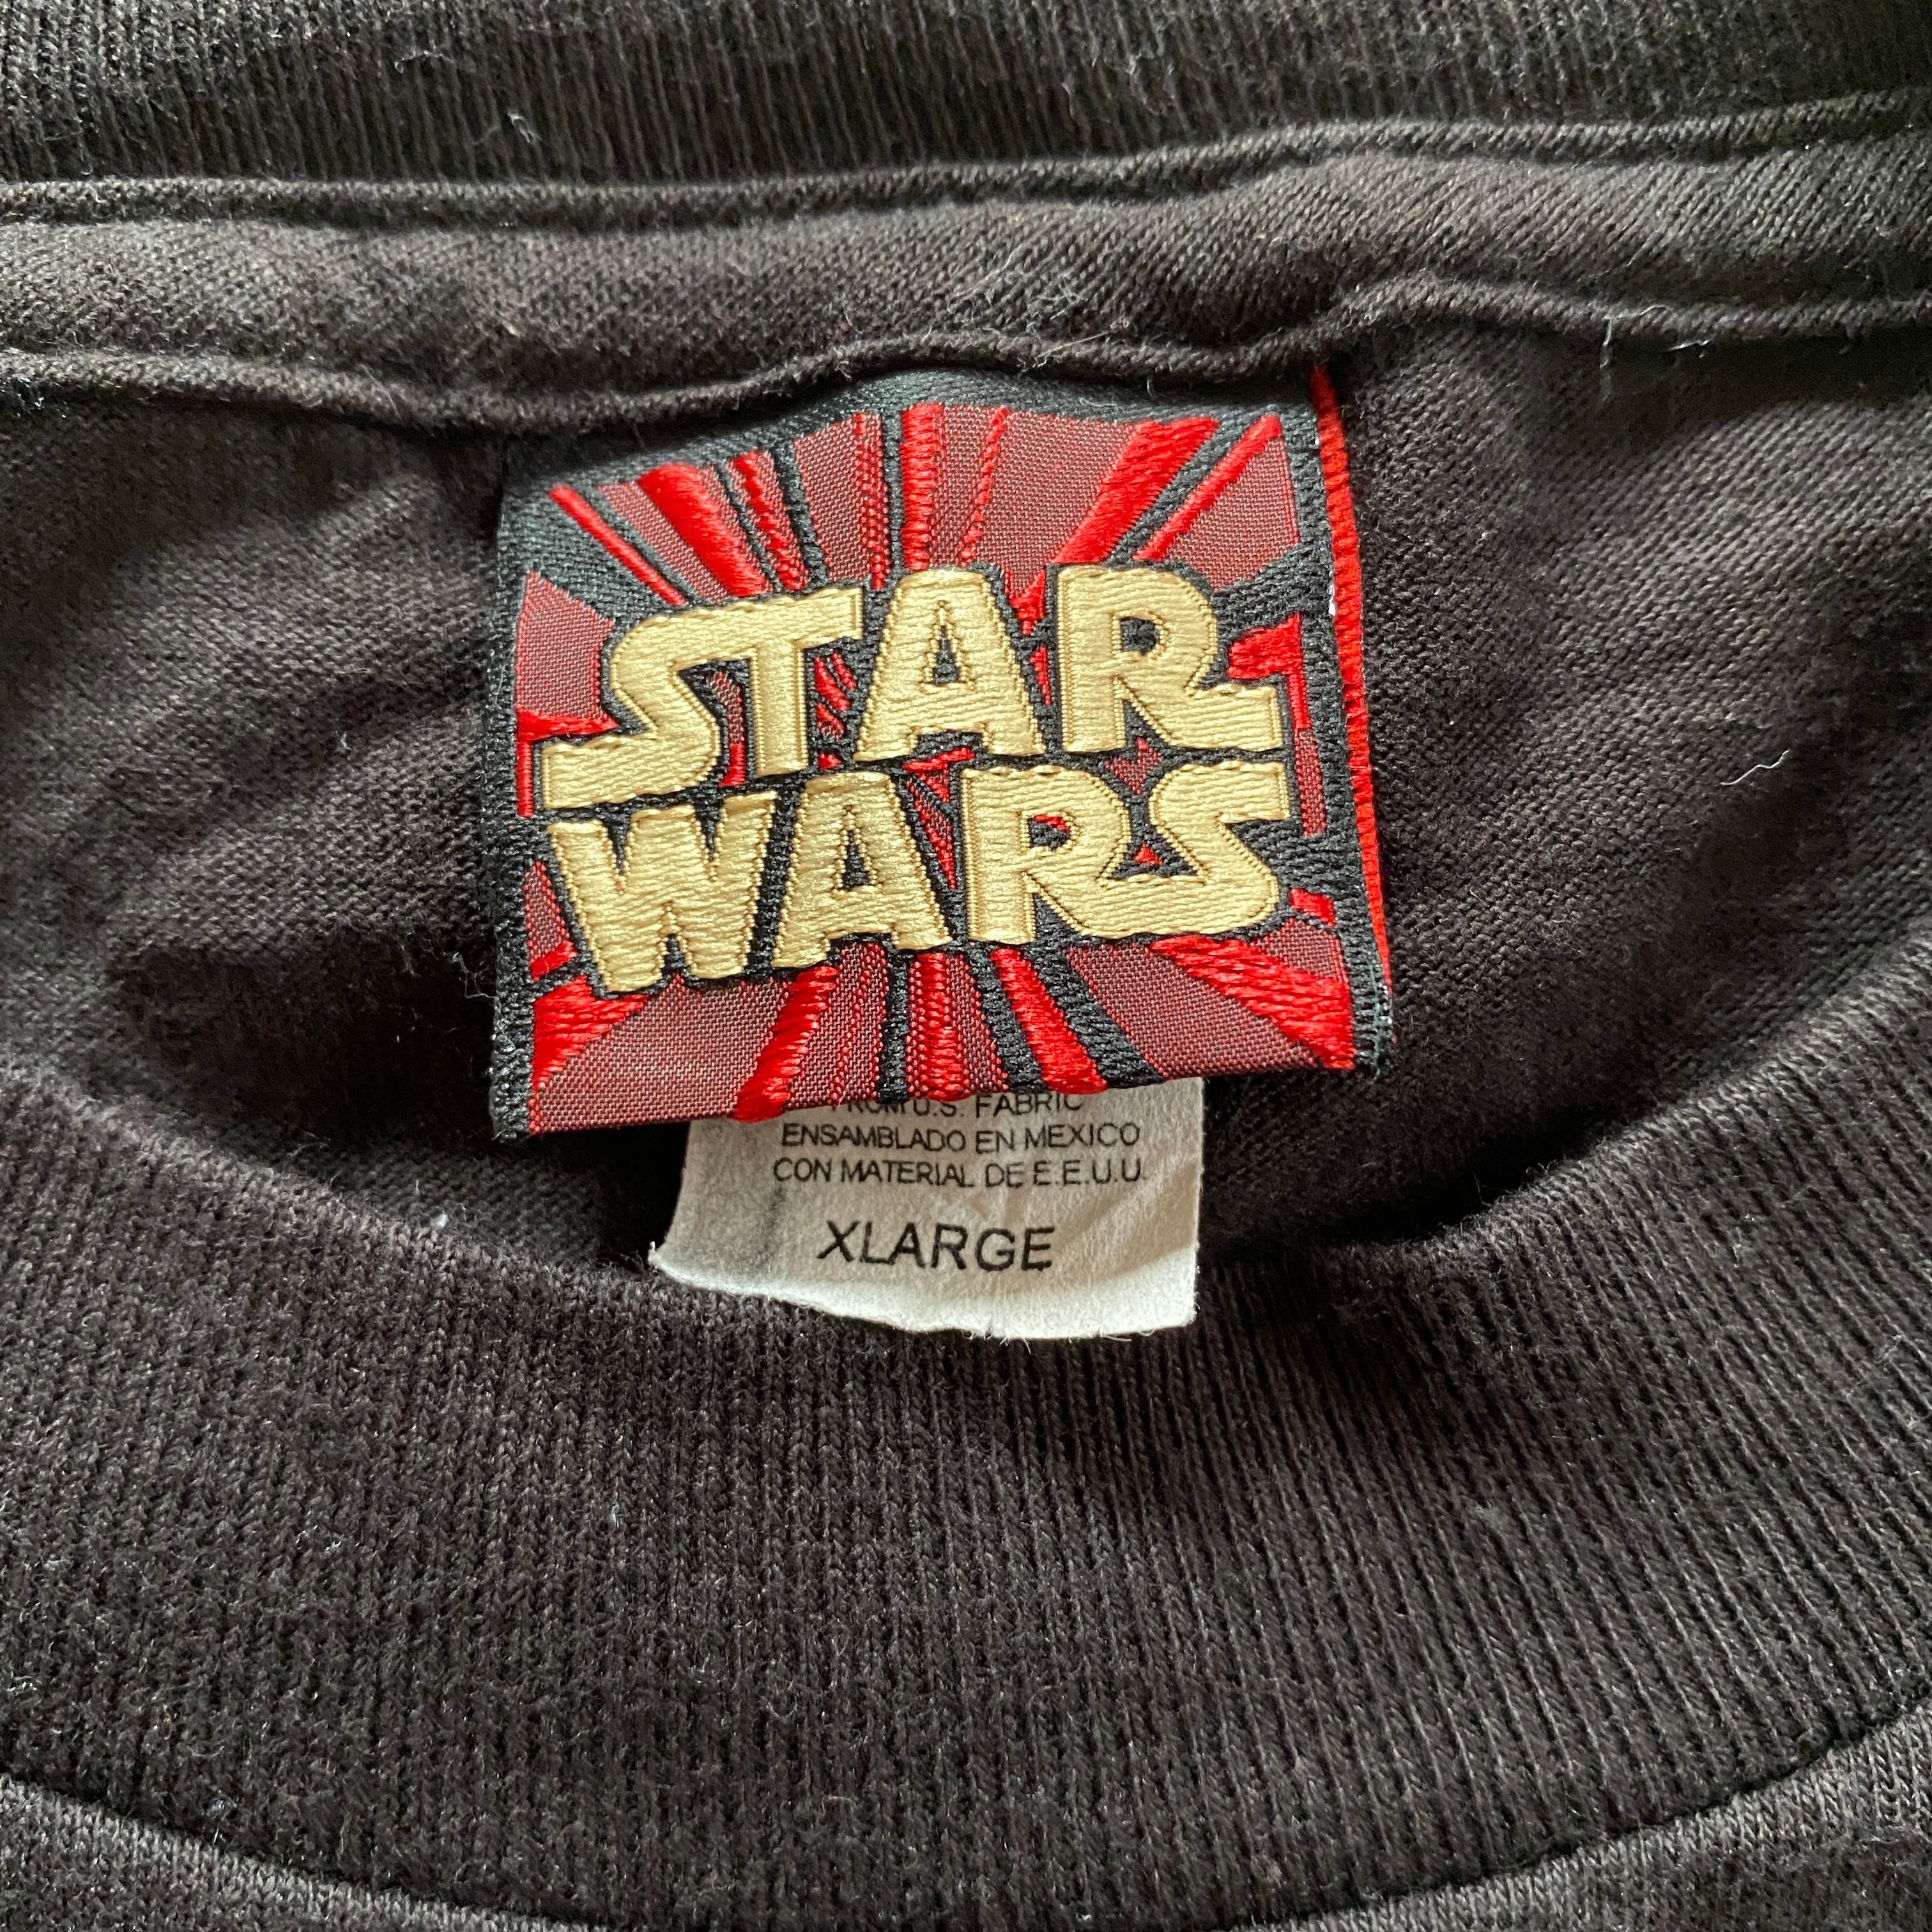 STAR
WARS
FROM U.S. FABRIC
ENSAMBLADO EN MEXICO
CON MATERIAL DE E.E.U.U.
XLARGE